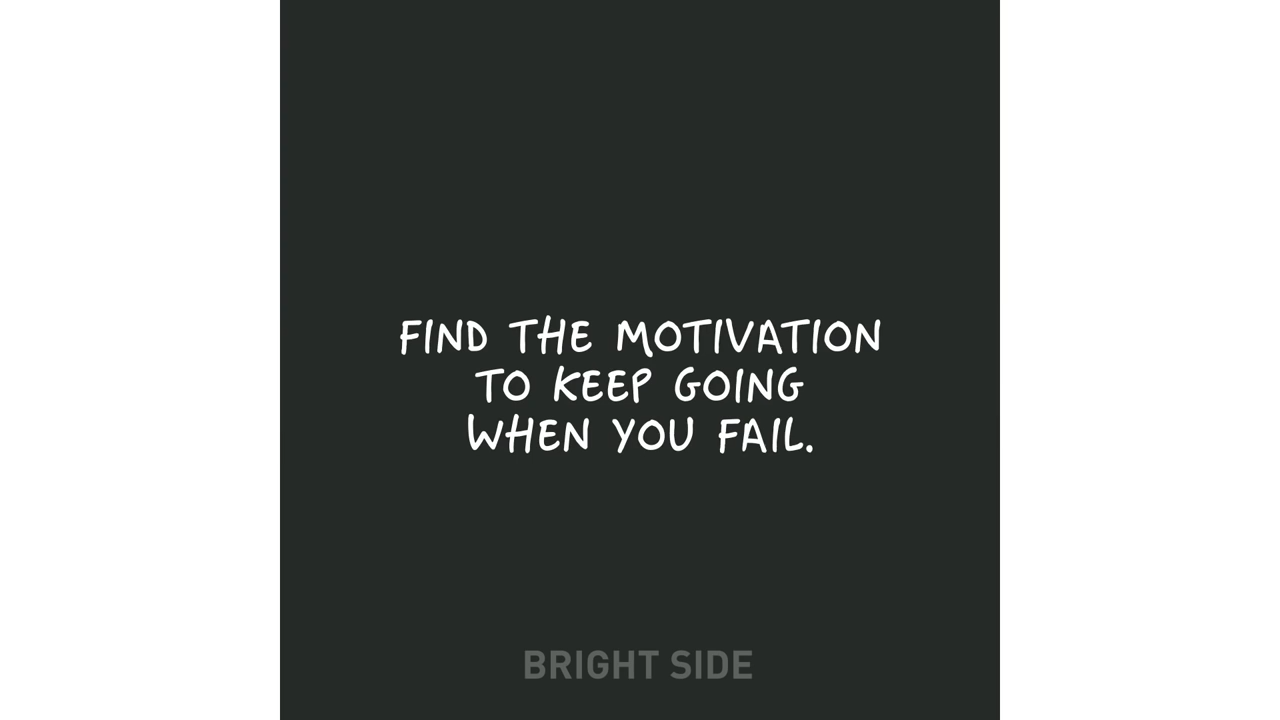 FIND THE MOTIVATION
TO KEEP GOING
WHEN YOU FAIL.
BRIGHT SIDE